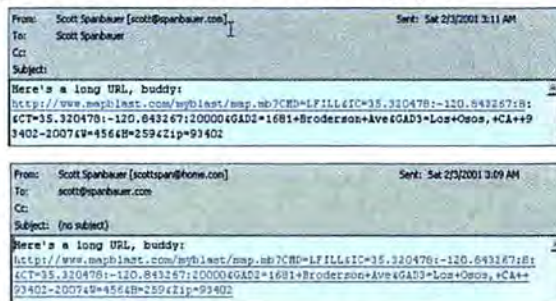 From: Scott Spanbauer [scott@spanbauer.com] Sent: Sat 2/3/2001 3:11 AM
To: Scott Spanbauer
Cc:
Subject:
Here's a long URL, buddy:
http://www.mapblast.com/myblast/map.mb?CMD=LFILL&IC=35.320478:-120.843267:8:
&CT=35.320478:-120.843267:20000&GAD2=1681+Broderson+Ave&GAD3=Los+Osos,+CA++9
3402-2007&W=456&H=259&Zip=93402
From: Scott Spanbauer [scottspan@home.com] Sent: Sat 2/3/2001 3:09 AM
To: scott@spanbauer.com
Cc:
Subject: (no subject)
Here's a long URL, buddy:
http://www.mapblast.com/myblast/map.mb?CMD=LFILL&IC=35.320478:-120.843267:8:
&CT=35.320478:-120.843267:20000&GAD2=1681+Broderson+Ave&GAD3=Los+Osos,+CA++
93402-2007&W=456&H=259&Zip=93402